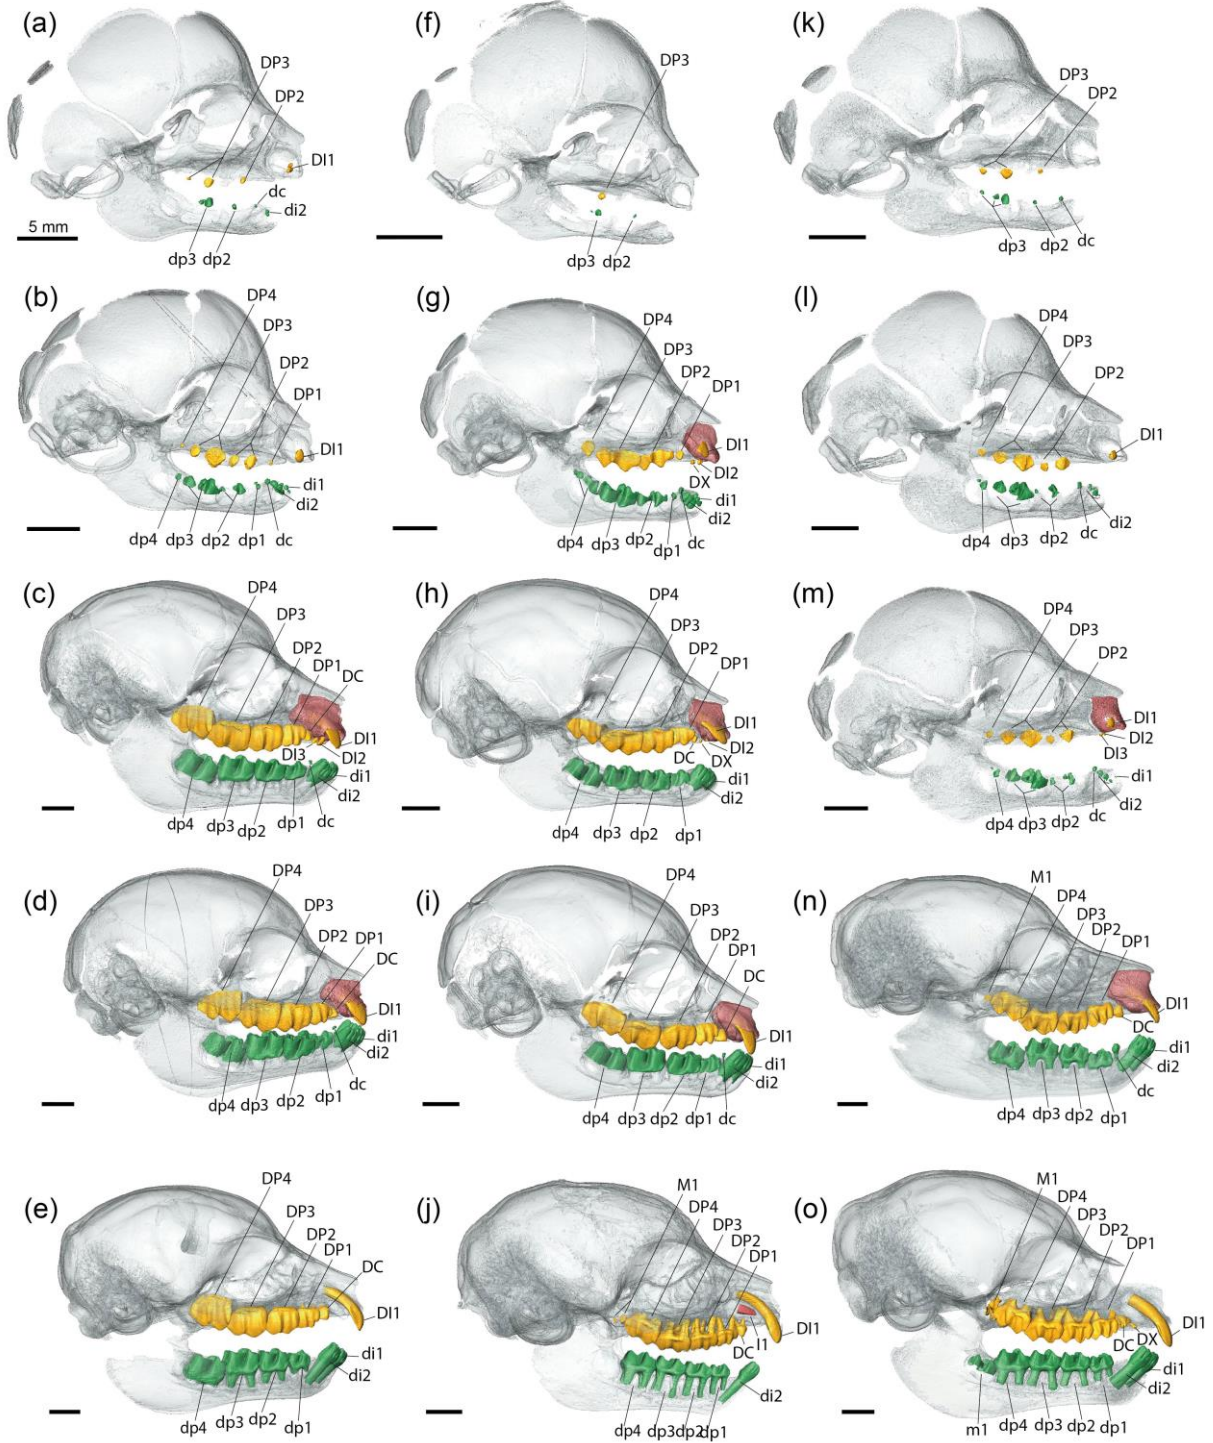 (a)
DP3
DP2
DI1
dc
di2
5 mm
dp3 dp2
(f)
DP3
dp3 dp2
(k)
DP3
DP2
dp3
dp2
dc
(b)
DP4
DP3
DP2
DP1
DI1
di1
di2
dp4 dp3 dp2 dp1 dc
(g)
DP4
DP3
DP2
DP1
DI1
DI2
DX
di1
di2
dp4 dp3 dp2 dp1 dc
(l)
DP4
DP3
DP2
DI1
di2
dp4 dp3 dp2 dc
(c)
DP4
DP3
DP2
DP1
DC
DI1
DI2
DI3
di1
di2
dp4 dp3 dp2 dp1 dc
(h)
DP4
DP3
DP2
DP1
DI1
DI2
DC DX
di1
di2
dp4 dp3 dp2 dp1
(m)
DP4
DP3
DP2
DI1
DI2
DI3
di1
di2
dp4 dp3 dp2 dc
(d)
DP4
DP3
DP2
DP1
DC
DI1
di1
di2
dp4 dp3 dp2 dp1 dc
(i)
DP4
DP3
DP2
DP1
DC
DI1
di1
di2
dp4 dp3 dp2 dp1 dc
(n)
M1
DP4
DP3
DP2
DP1
DI1
DC
di1
di2
dc
dp4 dp3 dp2 dp1
(e)
DP4
DP3
DP2
DP1
DC
DI1
di1
di2
dp4 dp3 dp2 dp1
(j)
M1
DP4
DP3
DP2
DP1
DI1
I1
DC
di2
dp4 dp3 dp2 dp1
(o)
M1
DP4
DP3
DP2
DP1
DI1
DX
DC
di1
di2
m1 dp4 dp3 dp2 dp1